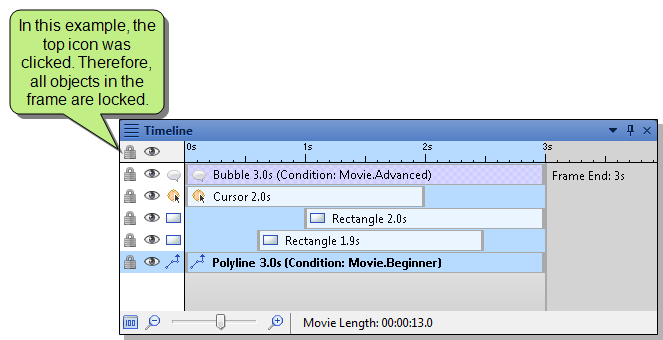 In this example, the
top icon was
clicked. Therefore,
all objects in the
frame are locked.
Timeline
0s 1s 2s 3s
Bubble 3.0s (Condition: Movie.Advanced)
Frame End: 3s
Cursor 2.0s
Rectangle 2.0s
Rectangle 1.9s
Polyline 3.0s (Condition: Movie.Beginner)
100 Movie Length: 00:00:13.0